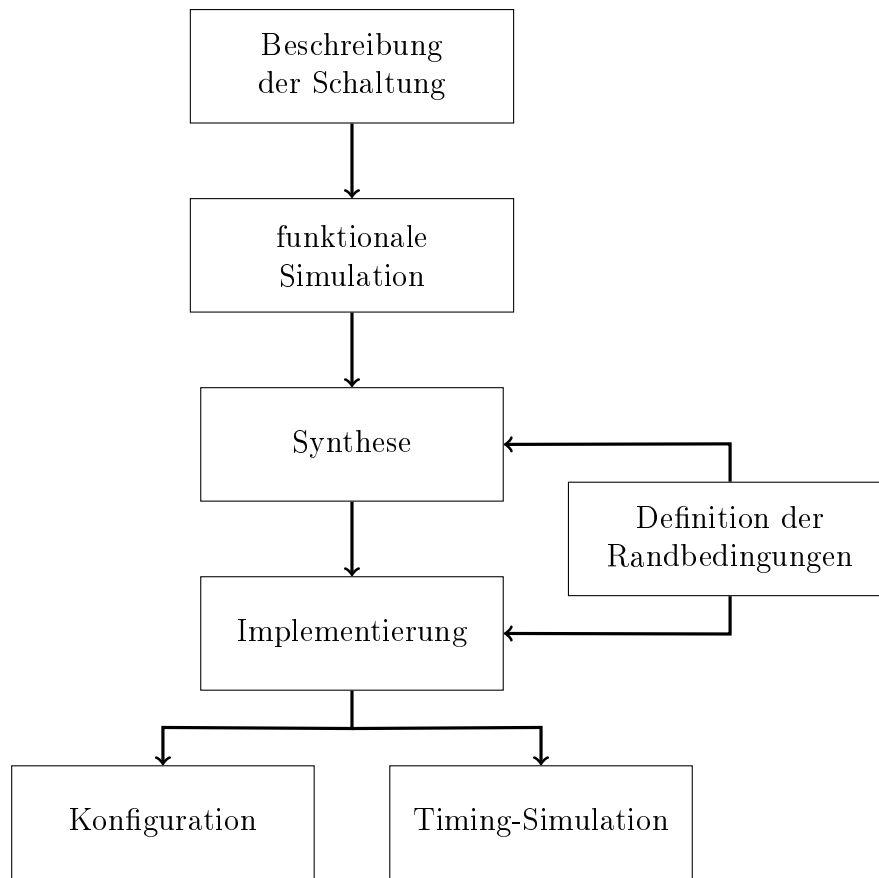 Beschreibung
der Schaltung
funktionale
Simulation
Synthese
Definition der
Randbedingungen
Implementierung
Konfiguration
Timing-Simulation